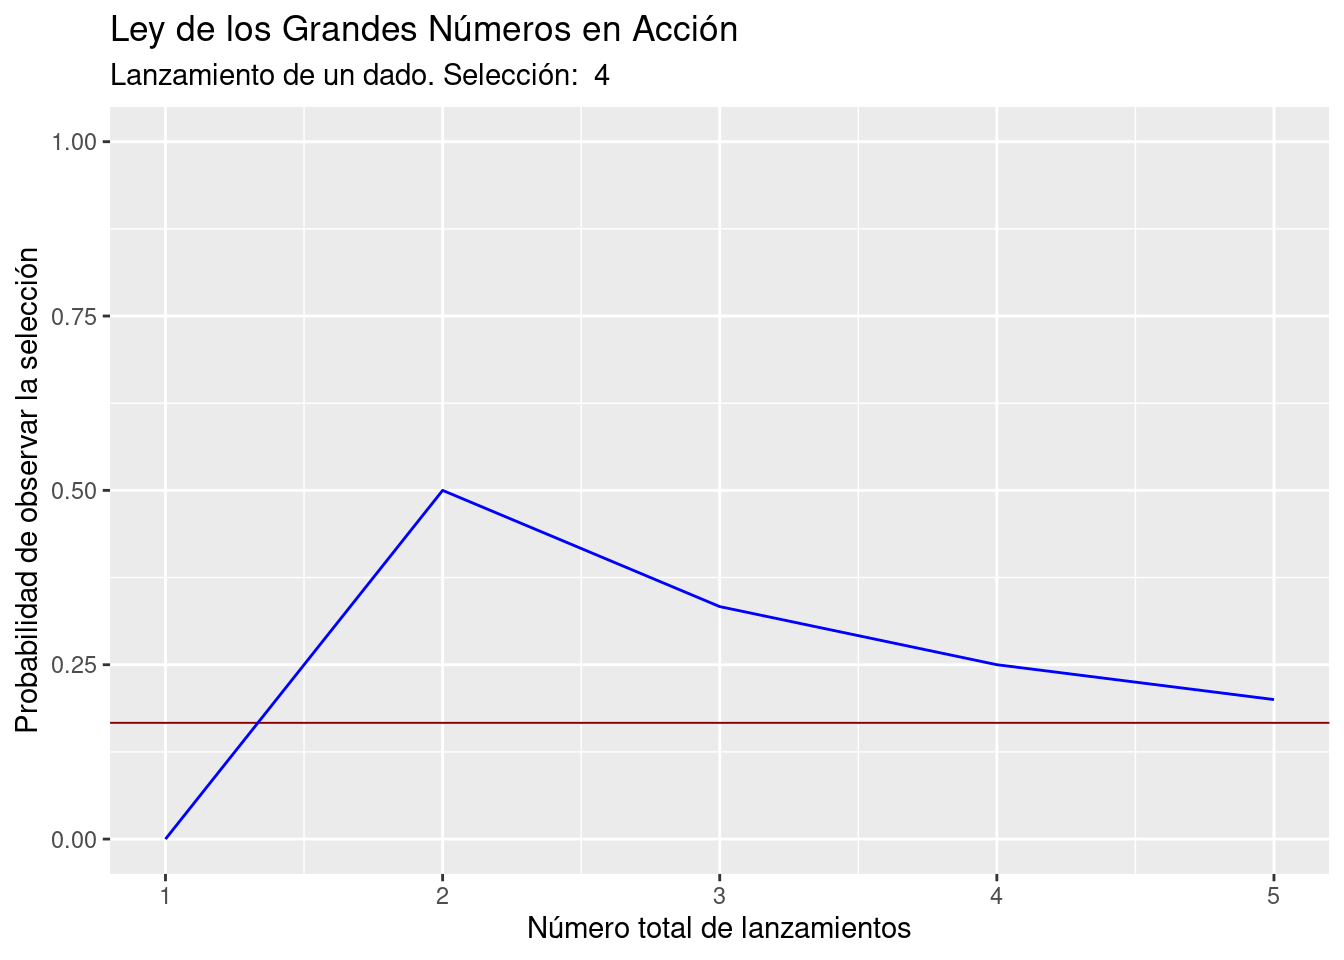 Ley de los Grandes Números en Acción
Lanzamiento de un dado. Selección:  4
Probabilidad de observar la selección
1.00
0.75
0.50
0.25
0.00
1 2 3 4 5
Número total de lanzamientos